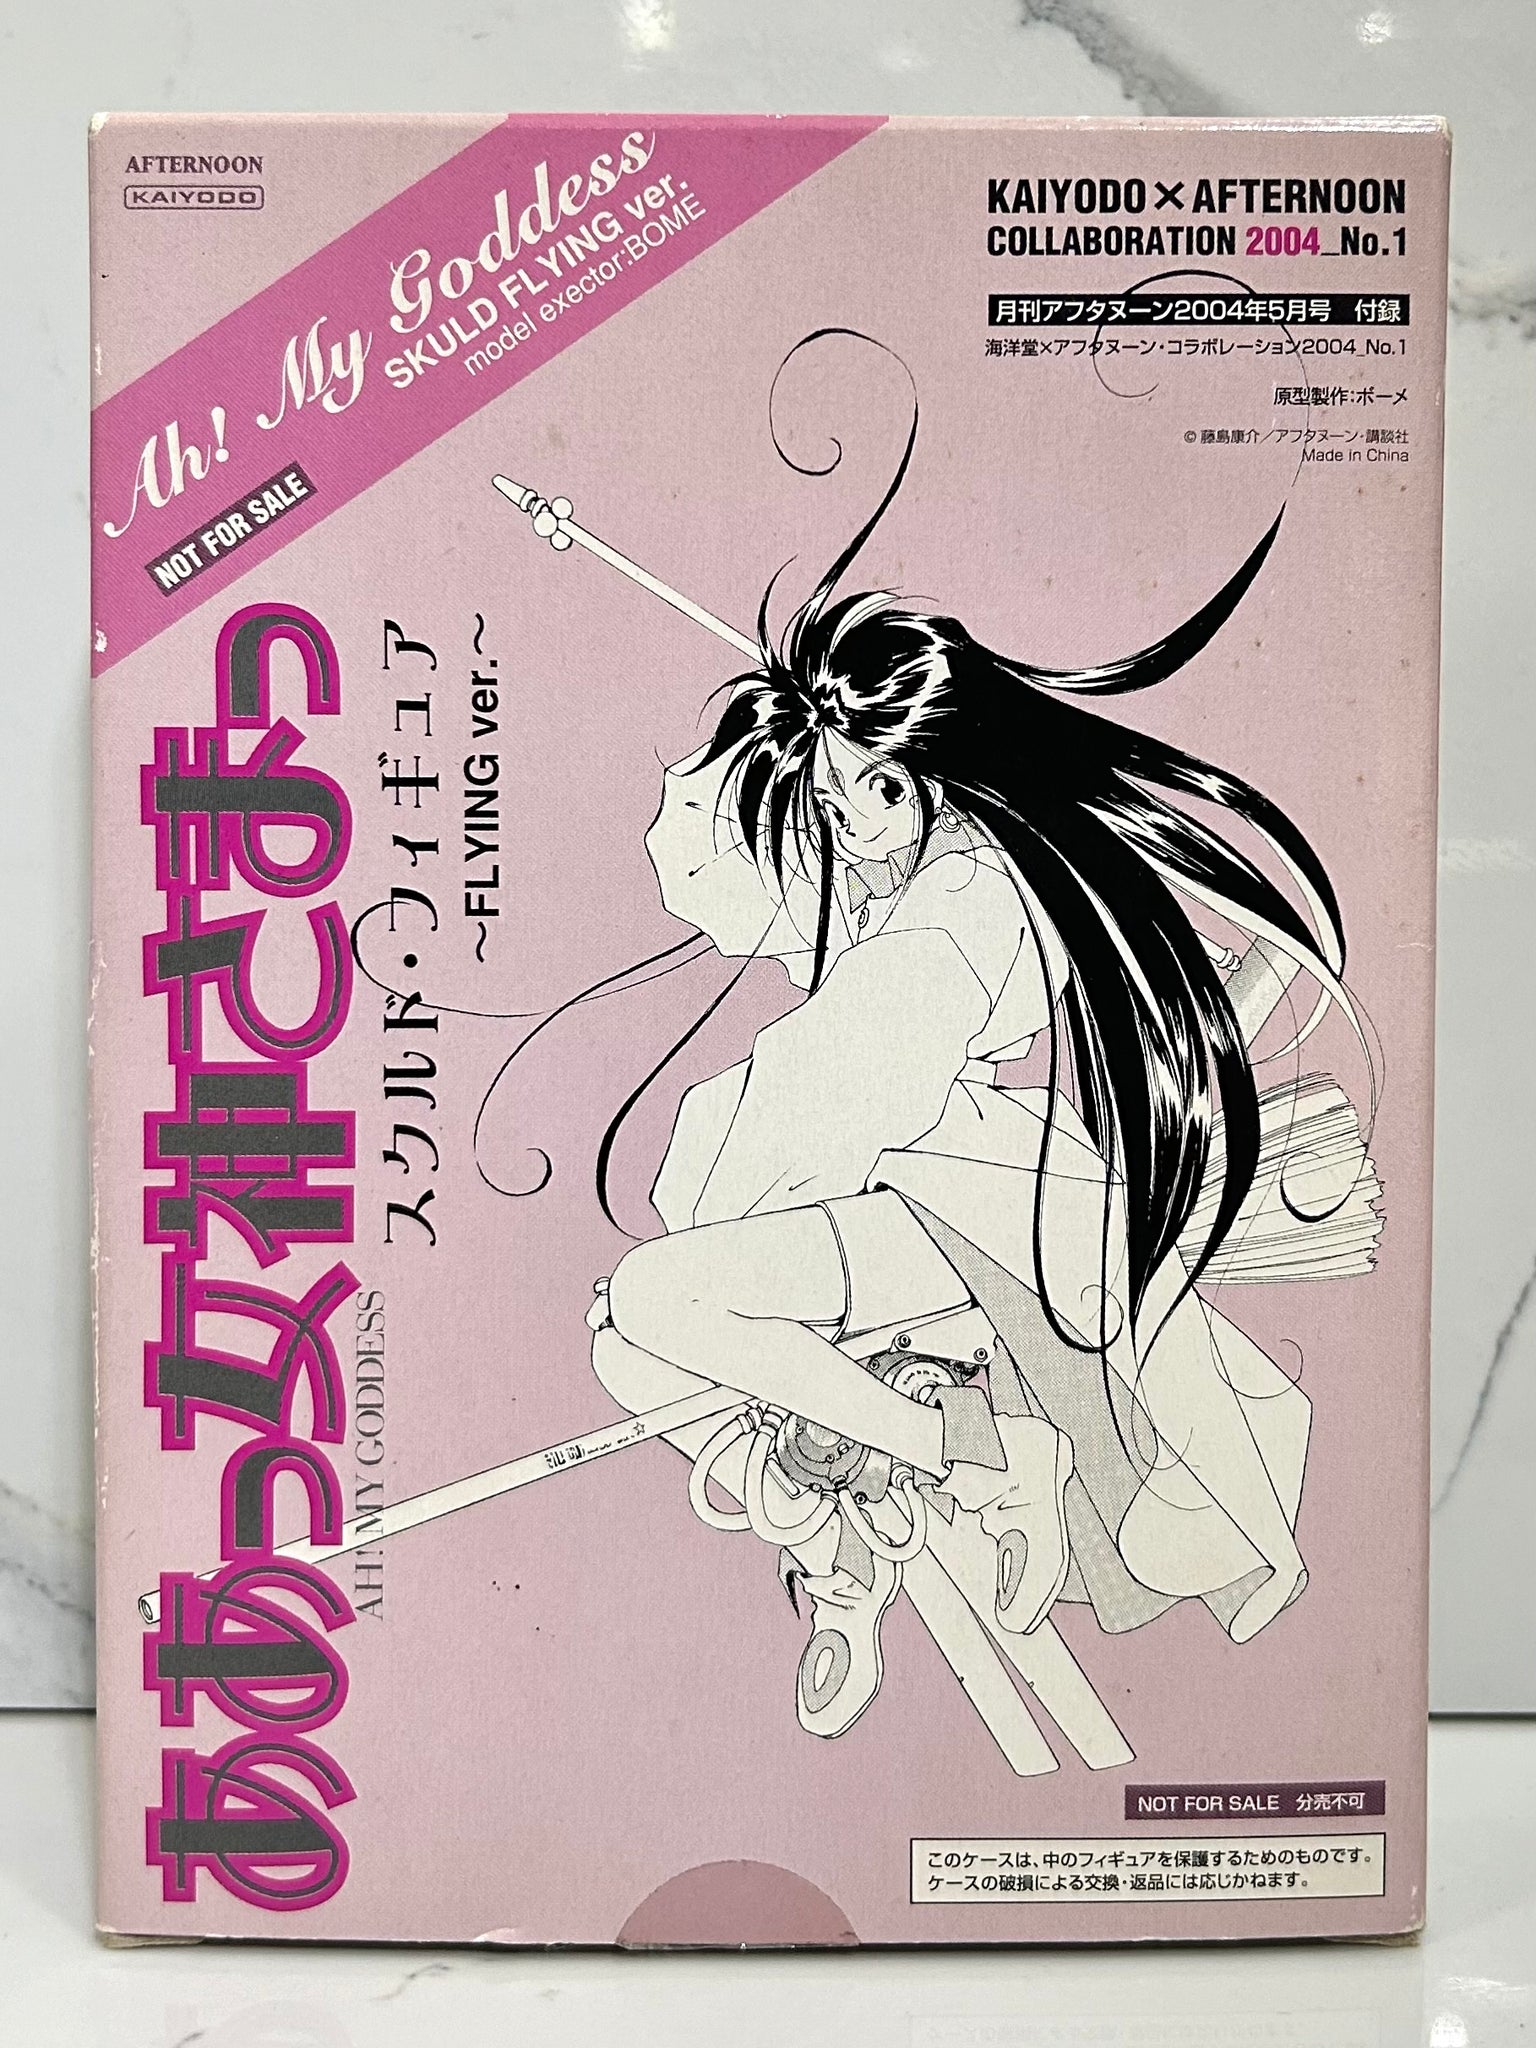 AFTERNOON
KAIYODO
Ah! My Goddess
SKULD FLYING ver.
model exector:BOME
NOT FOR SALE
KAIYODO×AFTERNOON
COLLABORATION 2004_No.1
月刊アフタヌーン2004年5月号 付録
海洋堂×アフタヌーン・コラボレーション2004_No.1
原型製作:ボーメ
© 藤島康介/アフタヌーン・講談社
Made in China
ああっ女神さまっ
AH! MY GODDESS
スクルド・フィギュア
~FLYING ver.~
NOT FOR SALE 分売不可
このケースは、中のフィギュアを保護するためのものです。
ケースの破損による交換・返品には応じかねます。